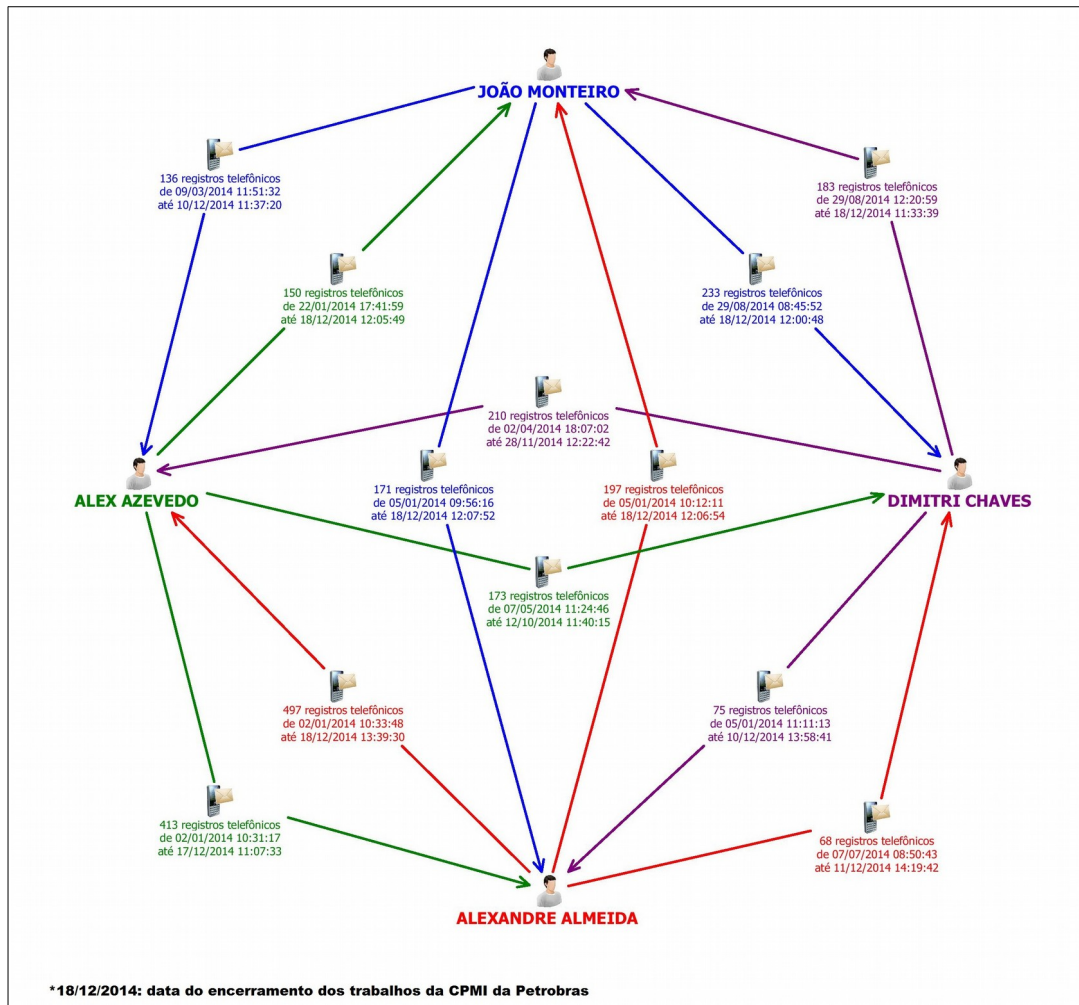 JOÃO MONTEIRO
136 registros telefônicos
de 09/03/2014 11:51:32
até 10/12/2014 11:37:20
183 registros telefônicos
de 29/08/2014 12:20:59
até 18/12/2014 11:33:39
150 registros telefônicos
de 22/01/2014 17:41:59
até 18/12/2014 12:05:49
233 registros telefônicos
de 29/08/2014 08:45:52
até 18/12/2014 12:00:48
210 registros telefônicos
de 02/04/2014 18:07:02
até 28/11/2014 12:22:42
ALEX AZEVEDO
171 registros telefônicos
de 05/01/2014 09:56:16
até 18/12/2014 12:07:52
197 registros telefônicos
de 05/01/2014 10:12:11
até 18/12/2014 12:06:54
DIMITRI CHAVES
173 registros telefônicos
de 07/05/2014 11:24:46
até 12/10/2014 11:40:15
497 registros telefônicos
de 02/01/2014 10:33:48
até 18/12/2014 13:39:30
75 registros telefônicos
de 05/01/2014 11:11:13
até 10/12/2014 13:58:41
413 registros telefônicos
de 02/01/2014 10:31:17
até 17/12/2014 11:07:33
68 registros telefônicos
de 07/07/2014 08:50:43
até 11/12/2014 14:19:42
ALEXANDRE ALMEIDA
*18/12/2014: data do encerramento dos trabalhos da CPMI da Petrobras